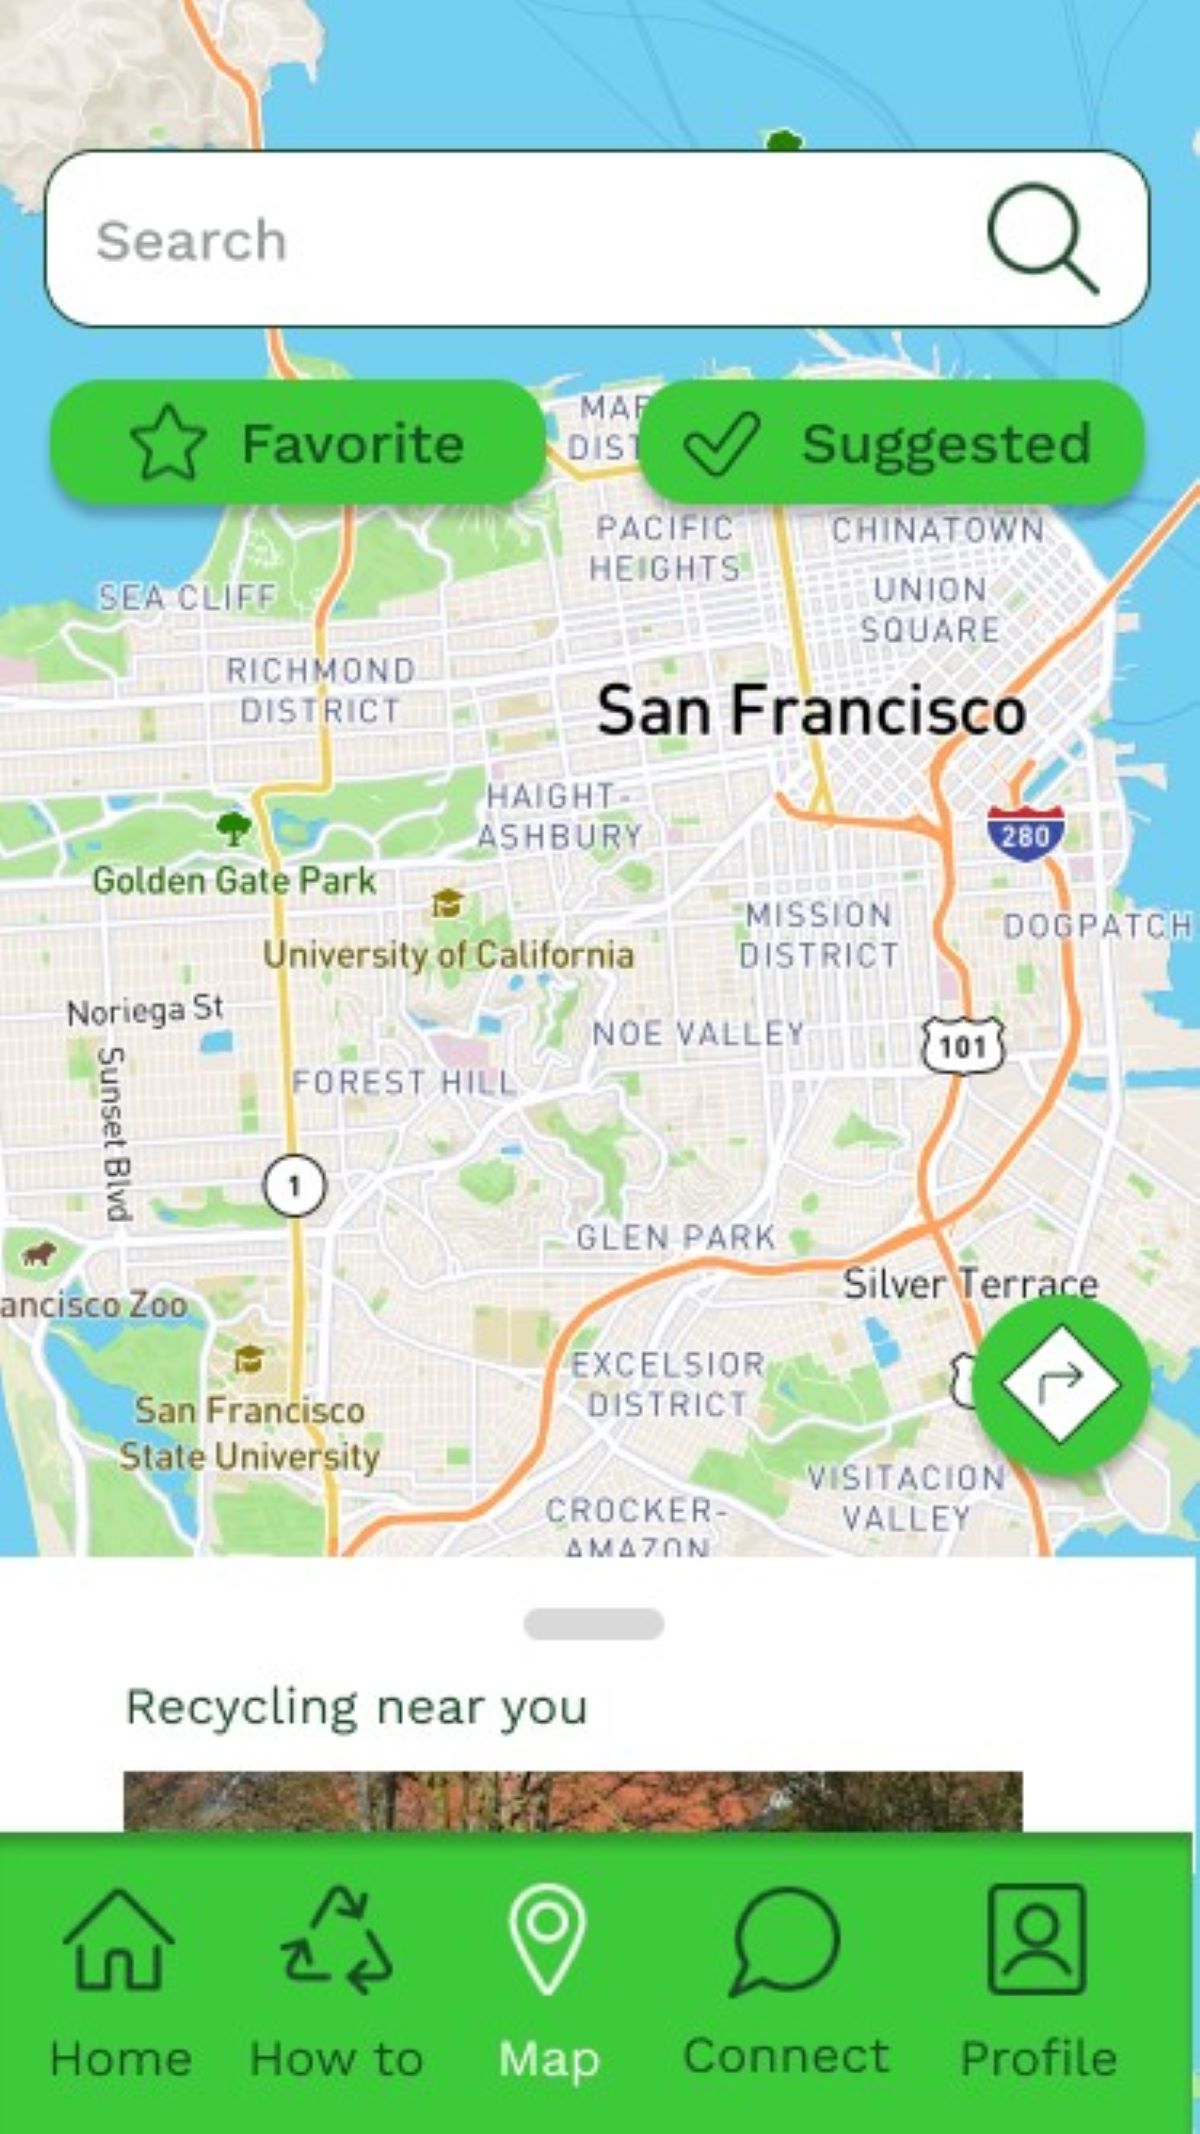 Search
Favorite
Suggested
PACIFIC
HEIGHTS
CHINATOWN
UNION
SQUARE
SEA CLIFF
RICHMOND
DISTRICT
San Francisco
HAIGHT-
ASHBURY
280
Golden Gate Park
MISSION
DISTRICT
DOGPATCH
University of California
Noriega St
NOE VALLEY
101
Sunset Blvd
FOREST HILL
1
GLEN PARK
Silver Terrace
ancisco Zoo
EXCELSIOR
DISTRICT
San Francisco
State University
VISITACION
VALLEY
CROCKER-
AMAZON
Recycling near you
Home
How to
Map
Connect
Profile